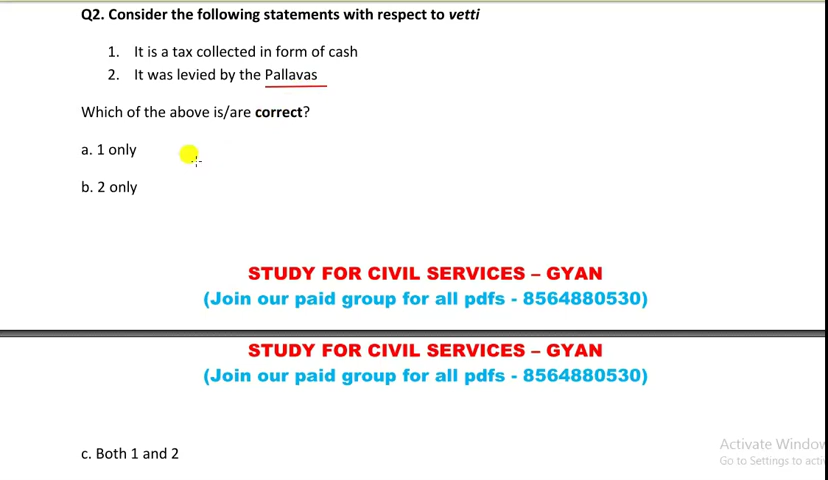 Q2. Consider the following statements with respect to vetti
1. It is a tax collected in form of cash
2. It was levied by the Pallavas
Which of the above is/are correct?
a. 1 only
b. 2 only
STUDY FOR CIVIL SERVICES – GYAN
(Join our paid group for all pdfs - 8564880530)
STUDY FOR CIVIL SERVICES – GYAN
(Join our paid group for all pdfs - 8564880530)
c. Both 1 and 2
Activate Window
Go to Settings to acti